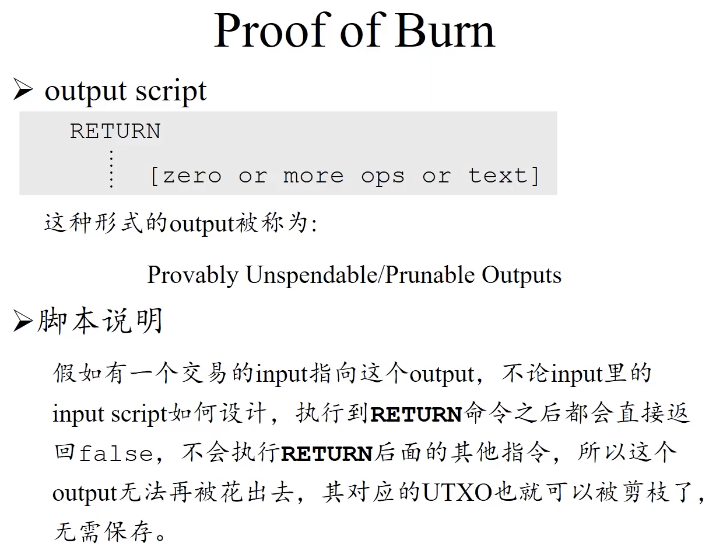 Proof of Burn
➢ output script
RETURN
[zero or more ops or text]
这种形式的output被称为:
Provably Unspendable/Prunable Outputs
➢脚本说明
假如有一个交易的input指向这个output，不论input里的
input script如何设计，执行到RETURN命令之后都会直接返
回false，不会执行RETURN后面的其他指令，所以这个
output无法再被花出去，其对应的UTXO也就可以被剪枝了，
无需保存。